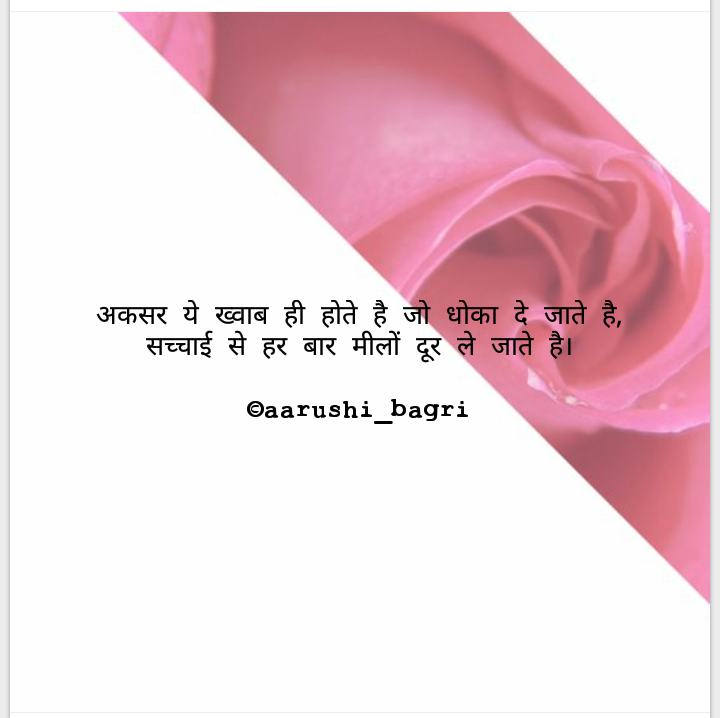 अकसर ये ख्वाब ही होते है जो धोका दे जाते है,
सच्चाई से हर बार मीलों दूर ले जाते है।
©aarushi_bagri